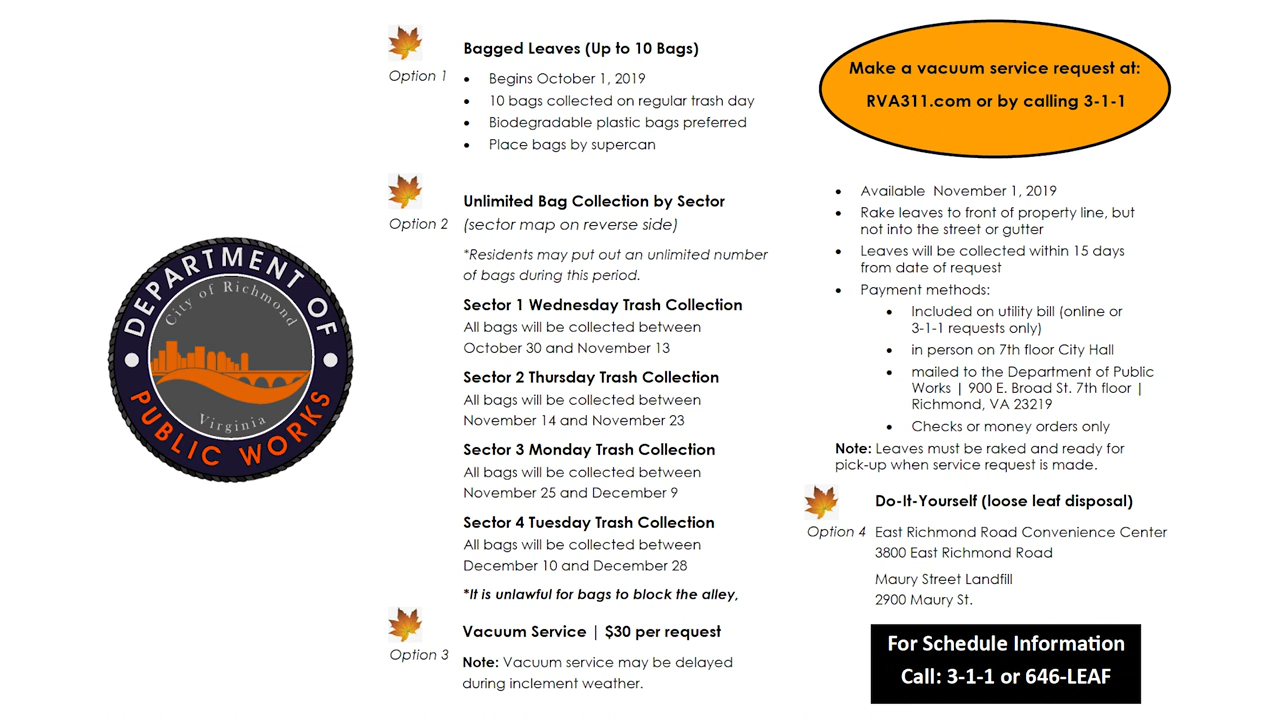 DEPARTMENT OF
City of Richmond
Virginia
PUBLIC WORKS
Option 1
Bagged Leaves (Up to 10 Bags)
• Begins October 1, 2019
• 10 bags collected on regular trash day
• Biodegradable plastic bags preferred
• Place bags by supercan
Option 2
Unlimited Bag Collection by Sector
(sector map on reverse side)
*Residents may put out an unlimited number
of bags during this period.
Sector 1 Wednesday Trash Collection
All bags will be collected between
October 30 and November 13
Sector 2 Thursday Trash Collection
All bags will be collected between
November 14 and November 23
Sector 3 Monday Trash Collection
All bags will be collected between
November 25 and December 9
Sector 4 Tuesday Trash Collection
All bags will be collected between
December 10 and December 28
*It is unlawful for bags to block the alley,
Option 3
Vacuum Service | $30 per request
Note: Vacuum service may be delayed
during inclement weather.
Make a vacuum service request at:
RVA311.com or by calling 3-1-1
• Available November 1, 2019
• Rake leaves to front of property line, but
not into the street or gutter
• Leaves will be collected within 15 days
from date of request
• Payment methods:
• Included on utility bill (online or
3-1-1 requests only)
• in person on 7th floor City Hall
• mailed to the Department of Public
Works | 900 E. Broad St. 7th floor |
Richmond, VA 23219
• Checks or money orders only
Note: Leaves must be raked and ready for
pick-up when service request is made.
Option 4
Do-It-Yourself (loose leaf disposal)
East Richmond Road Convenience Center
3800 East Richmond Road
Maury Street Landfill
2900 Maury St.
For Schedule Information
Call: 3-1-1 or 646-LEAF